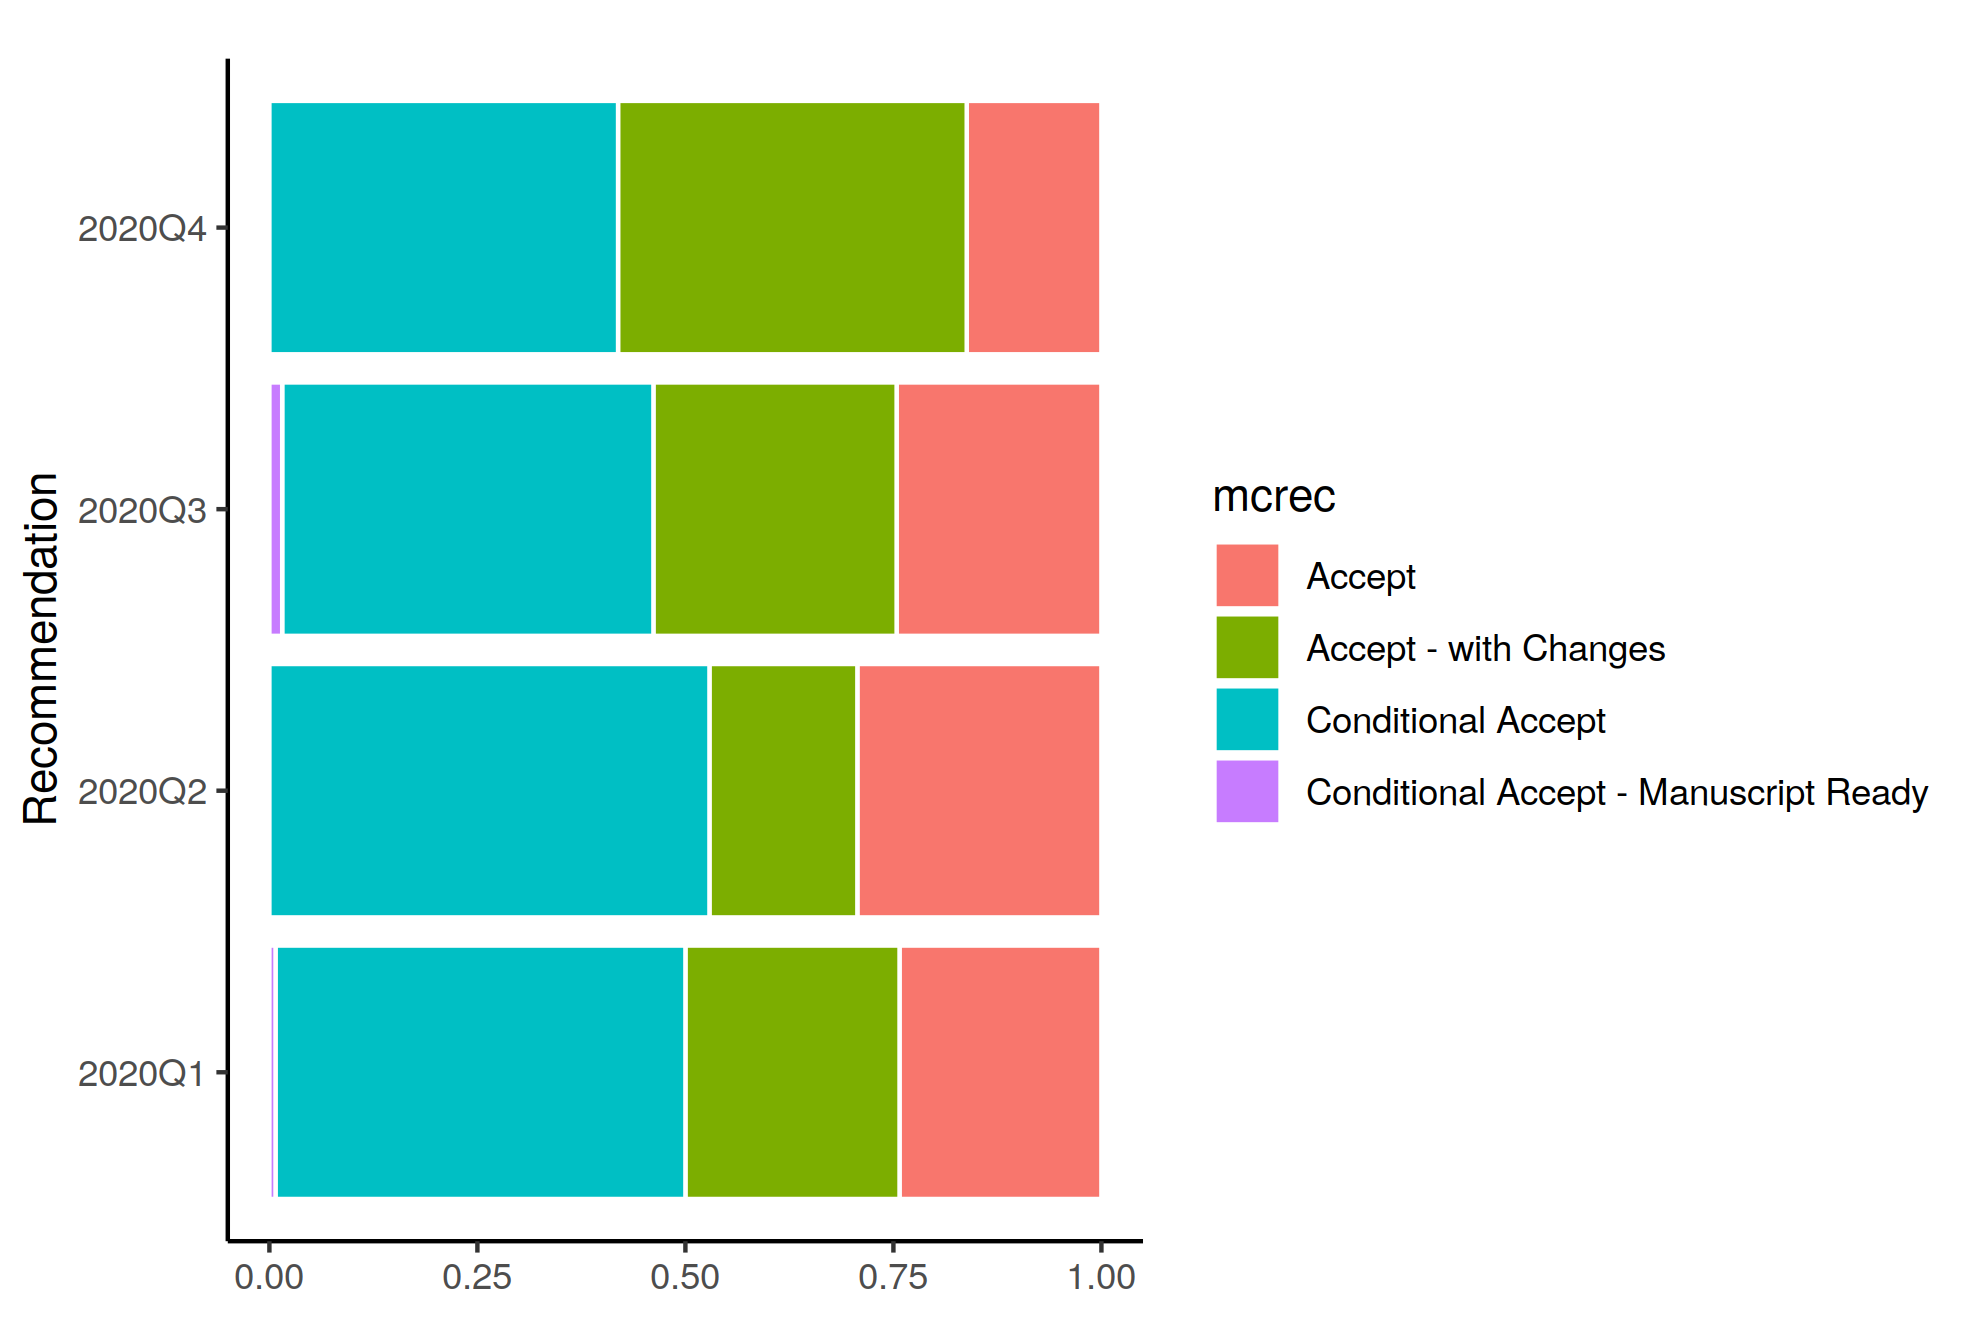 Recommendation
2020Q4
2020Q3
2020Q2
2020Q1
0.00 0.25 0.50 0.75 1.00
mcrec
Accept
Accept - with Changes
Conditional Accept
Conditional Accept - Manuscript Ready